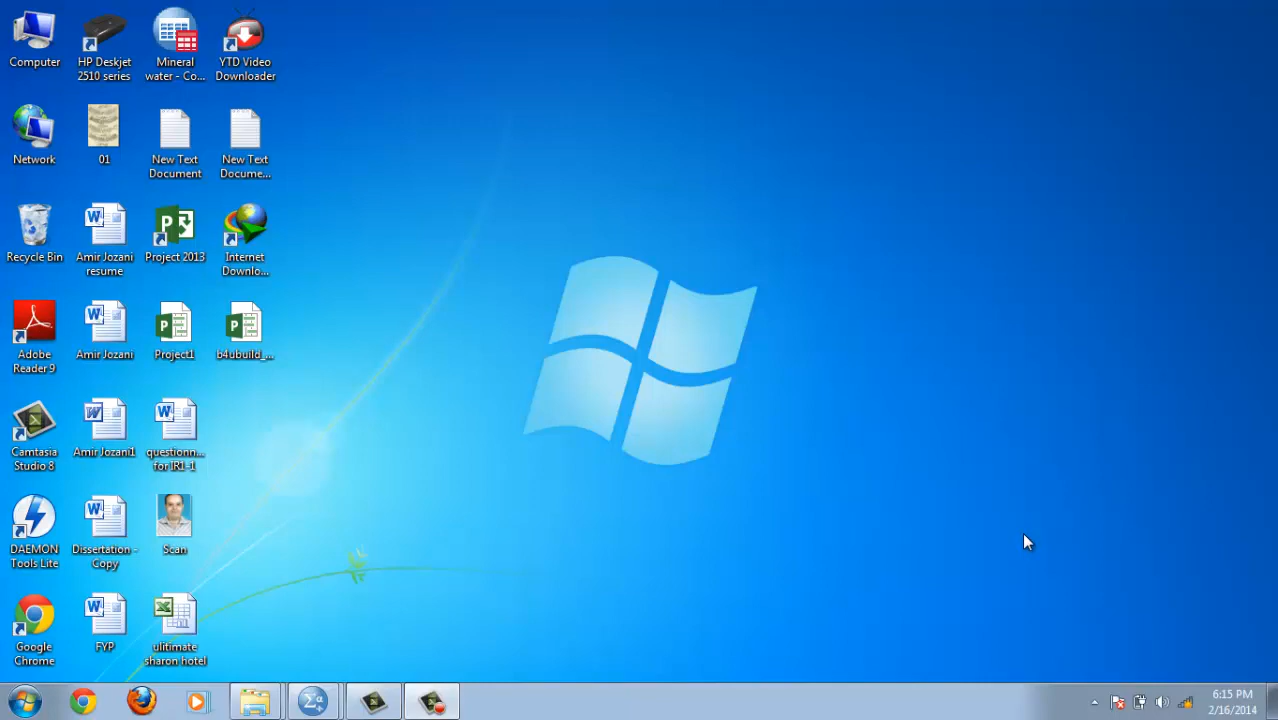 Computer
HP Deskjet
2510 series
Mineral
water - Co...
YTD Video
Downloader
Network
01
New Text
Document
New Text
Docume...
Recycle Bin
Amir Jozani
resume
Project 2013
Internet
Downlo...
Adobe
Reader 9
Amir Jozani
Project1
b4ubuild_...
Camtasia
Studio 8
Amir Jozani1
questionn...
for IR1-1
DAEMON
Tools Lite
Dissertation -
Copy
Scan
Google
Chrome
FYP
ulitimate
sharon hotel
6:15 PM
2/16/2014